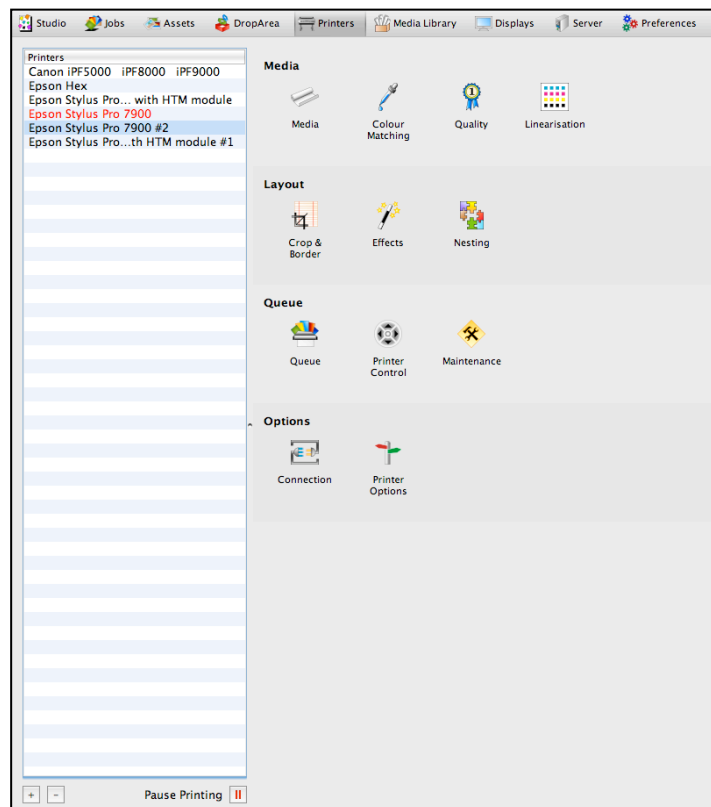 Studio Jobs Assets DropArea Printers Media Library Displays Server Preferences
Printers
Canon iPF5000 iPF8000 iPF9000
Epson Hex
Epson Stylus Pro... with HTM module
Epson Stylus Pro 7900
Epson Stylus Pro 7900 #2
Epson Stylus Pro...th HTM module #1
Media
Media Colour Matching Quality Linearisation
Layout
Crop & Border Effects Nesting
Queue
Queue Printer Control Maintenance
Options
Connection Printer Options
+ - Pause Printing